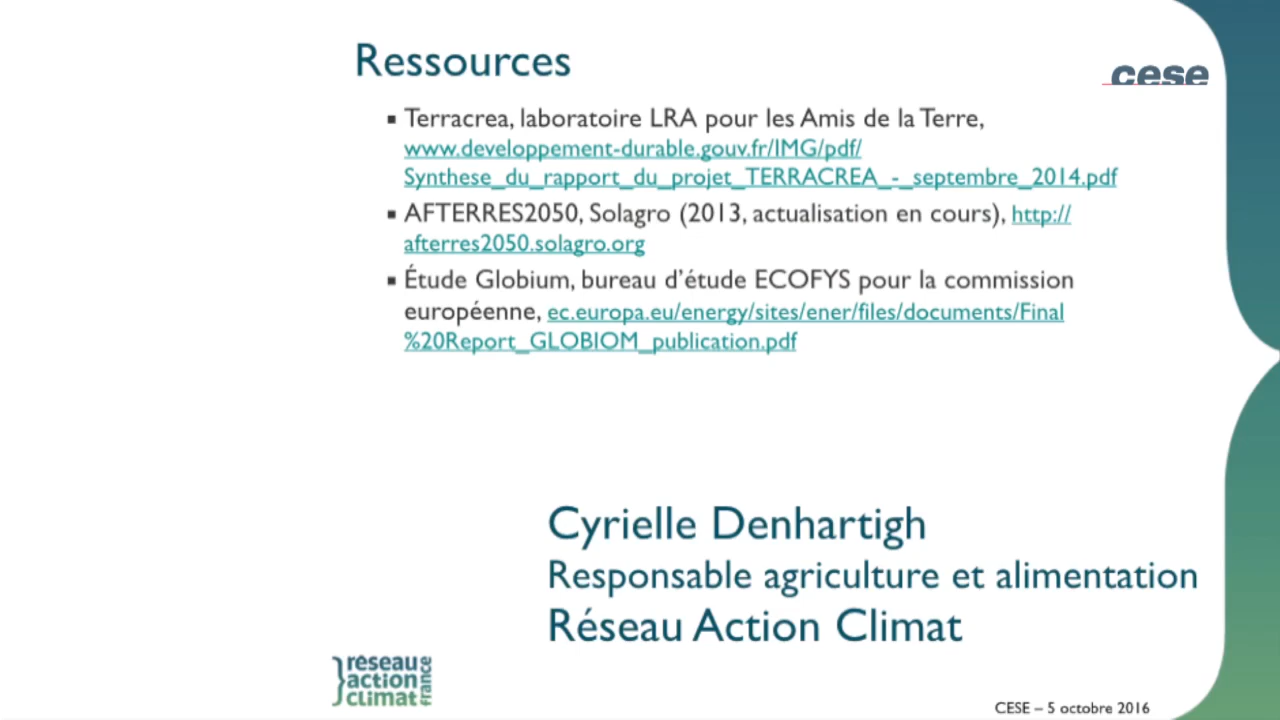 Ressources
cese
▪ Terracrea, laboratoire LRA pour les Amis de la Terre,
www.developpement-durable.gouv.fr/IMG/pdf/
Synthese_du_rapport_du_projet_TERRACREA_-_septembre_2014.pdf
▪ AFTERRES2050, Solagro (2013, actualisation en cours), http://
afterres2050.solagro.org
▪ Étude Globium, bureau d’étude ECOFYS pour la commission
européenne, ec.europa.eu/energy/sites/ener/files/documents/Final
%20Report_GLOBIOM_publication.pdf
Cyrielle Denhartigh
Responsable agriculture et alimentation
Réseau Action Climat
réseau
action
climat
france
CESE – 5 octobre 2016